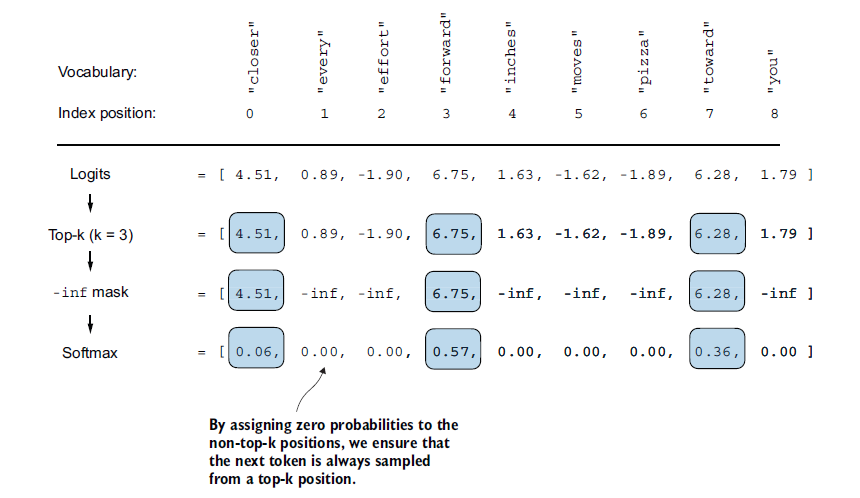 Vocabulary: "closer" "every" "effort" "forward" "inches" "moves" "pizza" "toward" "you"
Index position: 0 1 2 3 4 5 6 7 8
Logits = [ 4.51, 0.89, -1.90, 6.75, 1.63, -1.62, -1.89, 6.28, 1.79 ]
Top-k (k = 3) = [ 4.51, 0.89, -1.90, 6.75, 1.63, -1.62, -1.89, 6.28, 1.79 ]
-inf mask = [ 4.51, -inf, -inf, 6.75, -inf, -inf, -inf, 6.28, -inf ]
Softmax = [ 0.06, 0.00, 0.00, 0.57, 0.00, 0.00, 0.00, 0.36, 0.00 ]
By assigning zero probabilities to the
non-top-k positions, we ensure that
the next token is always sampled
from a top-k position.